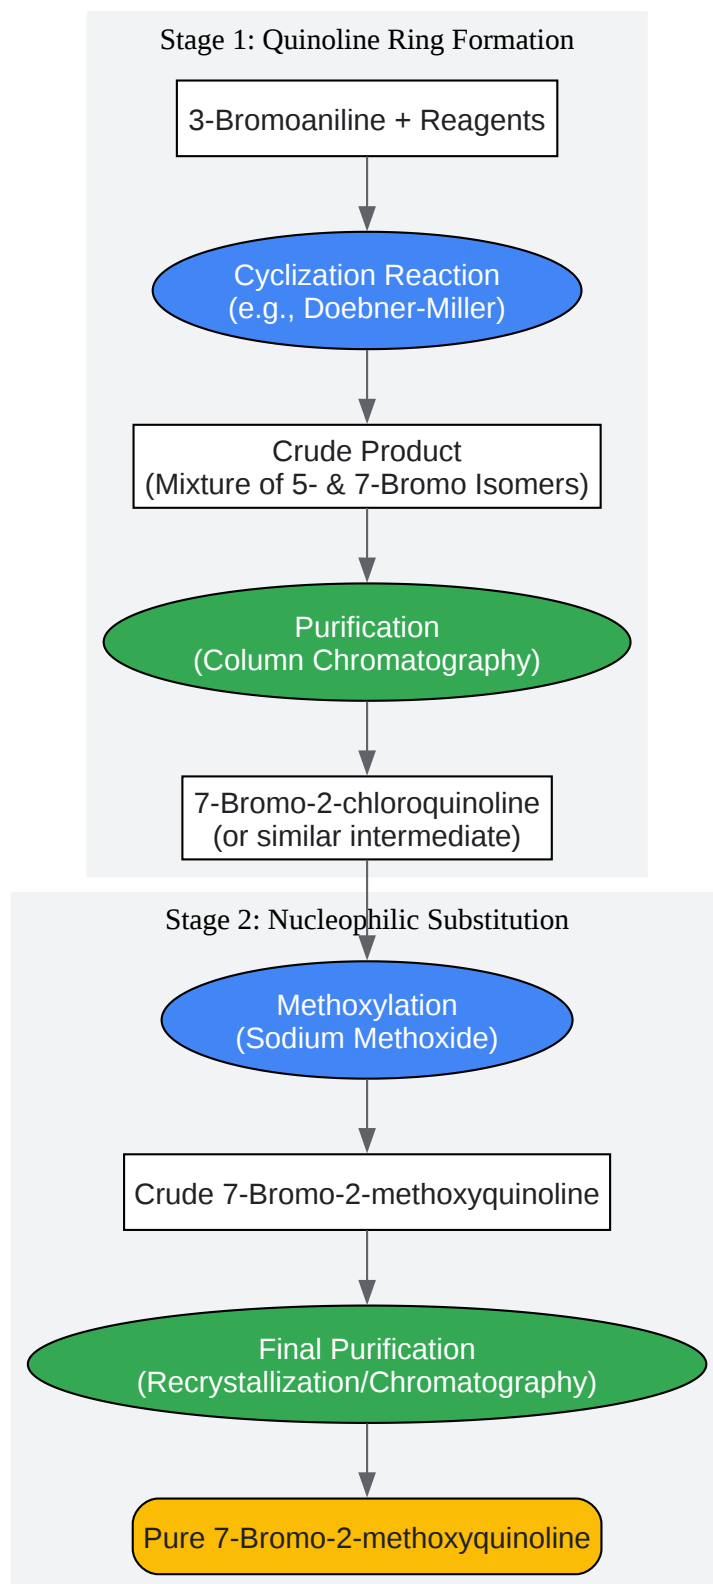 Stage 1: Quinoline Ring Formation
3-Bromoaniline + Reagents
Cyclization Reaction
(e.g., Doebner-Miller)
Crude Product
(Mixture of 5- & 7-Bromo Isomers)
Purification
(Column Chromatography)
7-Bromo-2-chloroquinoline
(or similar intermediate)
Stage 2: Nucleophilic Substitution
Methoxylation
(Sodium Methoxide)
Crude 7-Bromo-2-methoxyquinoline
Final Purification
(Recrystallization/Chromatography)
Pure 7-Bromo-2-methoxyquinoline